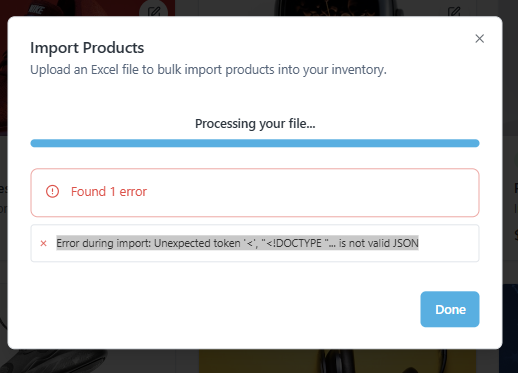 Import Products
Upload an Excel file to bulk import products into your inventory.
Processing your file...
Found 1 error
Error during import: Unexpected token '<', "<!DOCTYPE "... is not valid JSON
Done